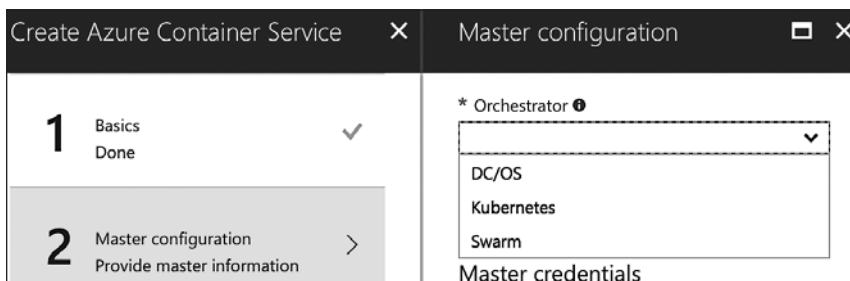 Create Azure Container Service
Master configuration
1
Basics
Done
2
Master configuration
Provide master information
* Orchestrator
DC/OS
Kubernetes
Swarm
Master credentials